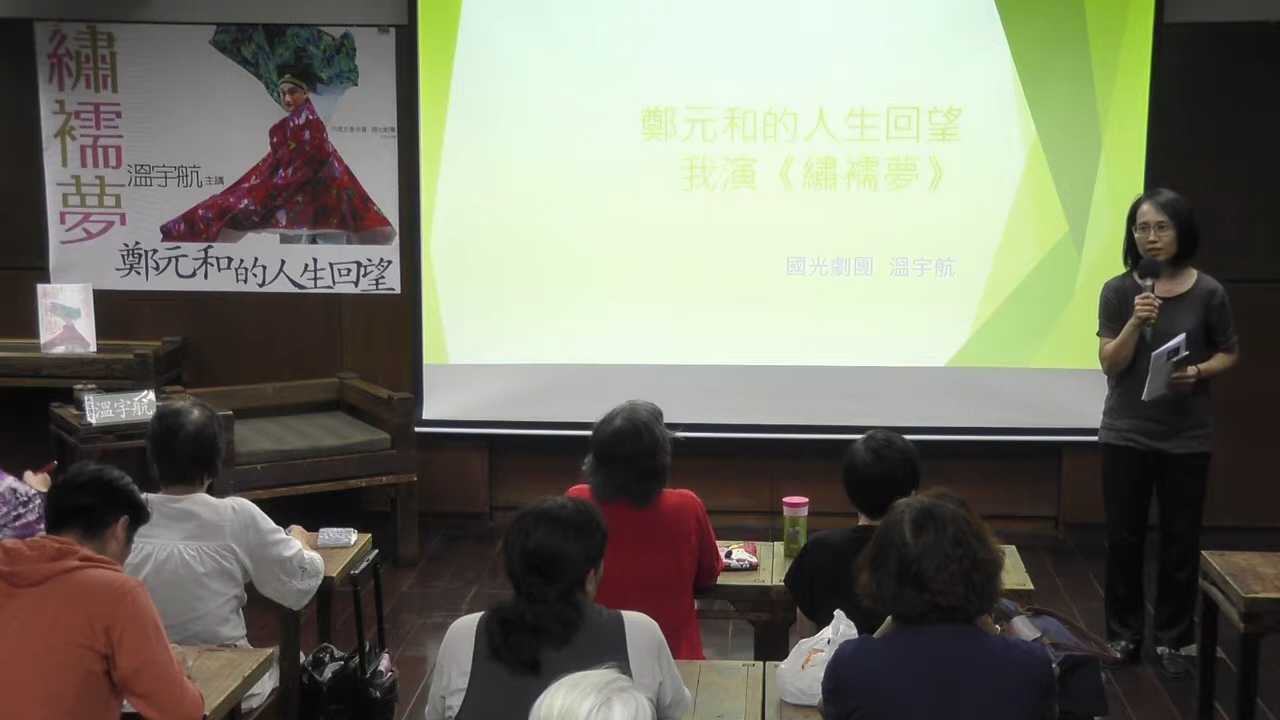 繡襦夢
溫宇航 主講
鄭元和的人生回望
溫宇航
鄭元和的人生回望
我演《繡襦夢》
國光劇團 溫宇航